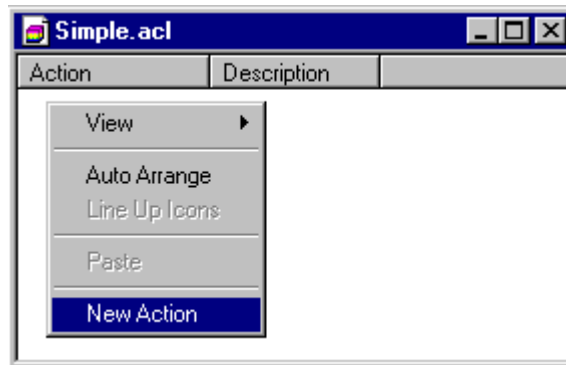 Simple.acl
Action Description
View
Auto Arrange
Line Up Icons
Paste
New Action